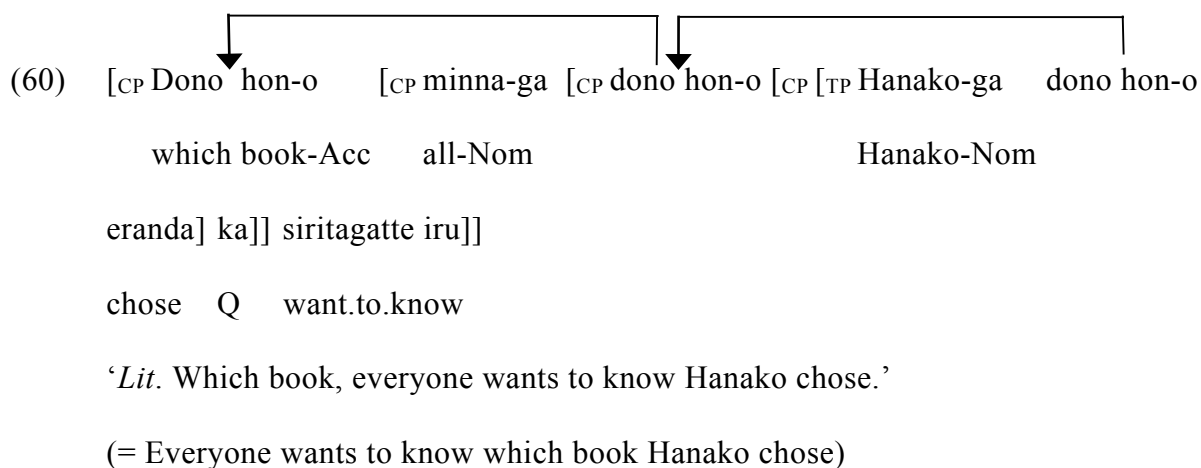 (60) [CP Dono hon-o [CP minna-ga [CP dono hon-o [CP [TP Hanako-ga dono hon-o
which book-Acc all-Nom Hanako-Nom
eranda] ka]] siritagatte iru]]
chose Q want.to.know
‘Lit. Which book, everyone wants to know Hanako chose.’
(= Everyone wants to know which book Hanako chose)